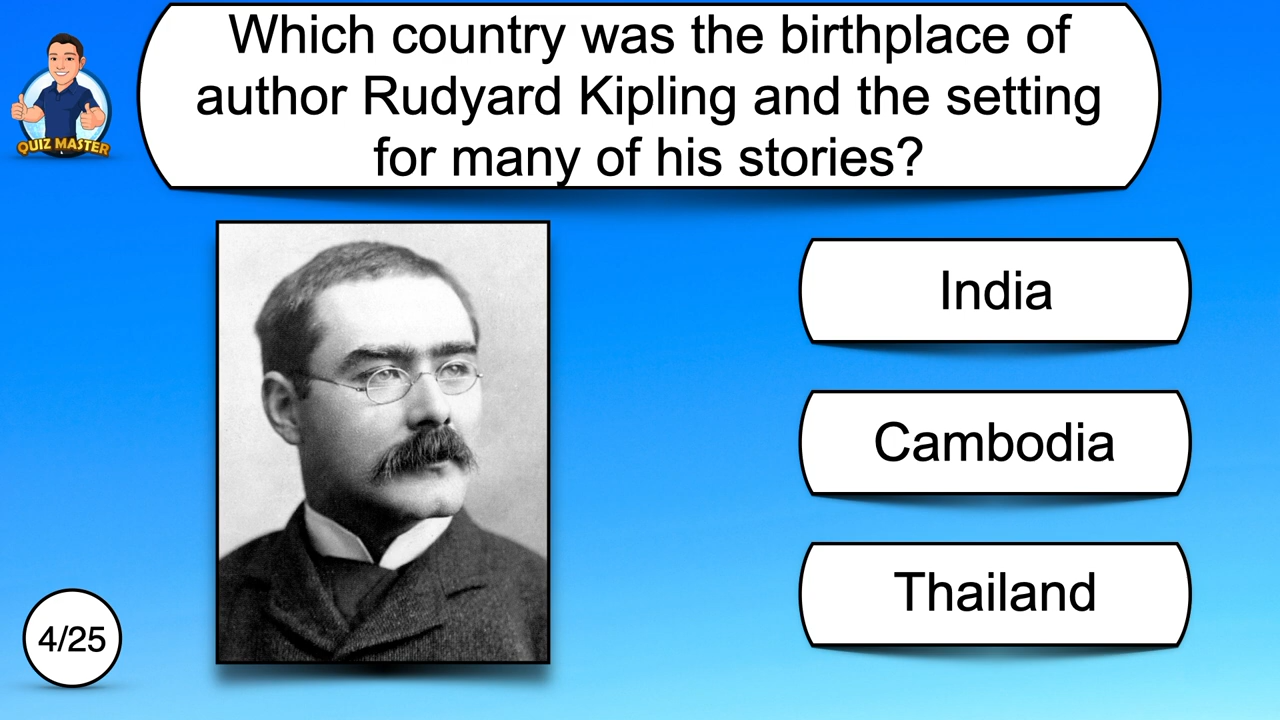 Which country was the birthplace of
author Rudyard Kipling and the setting
for many of his stories?
QUIZ MASTER
India
Cambodia
Thailand
4/25